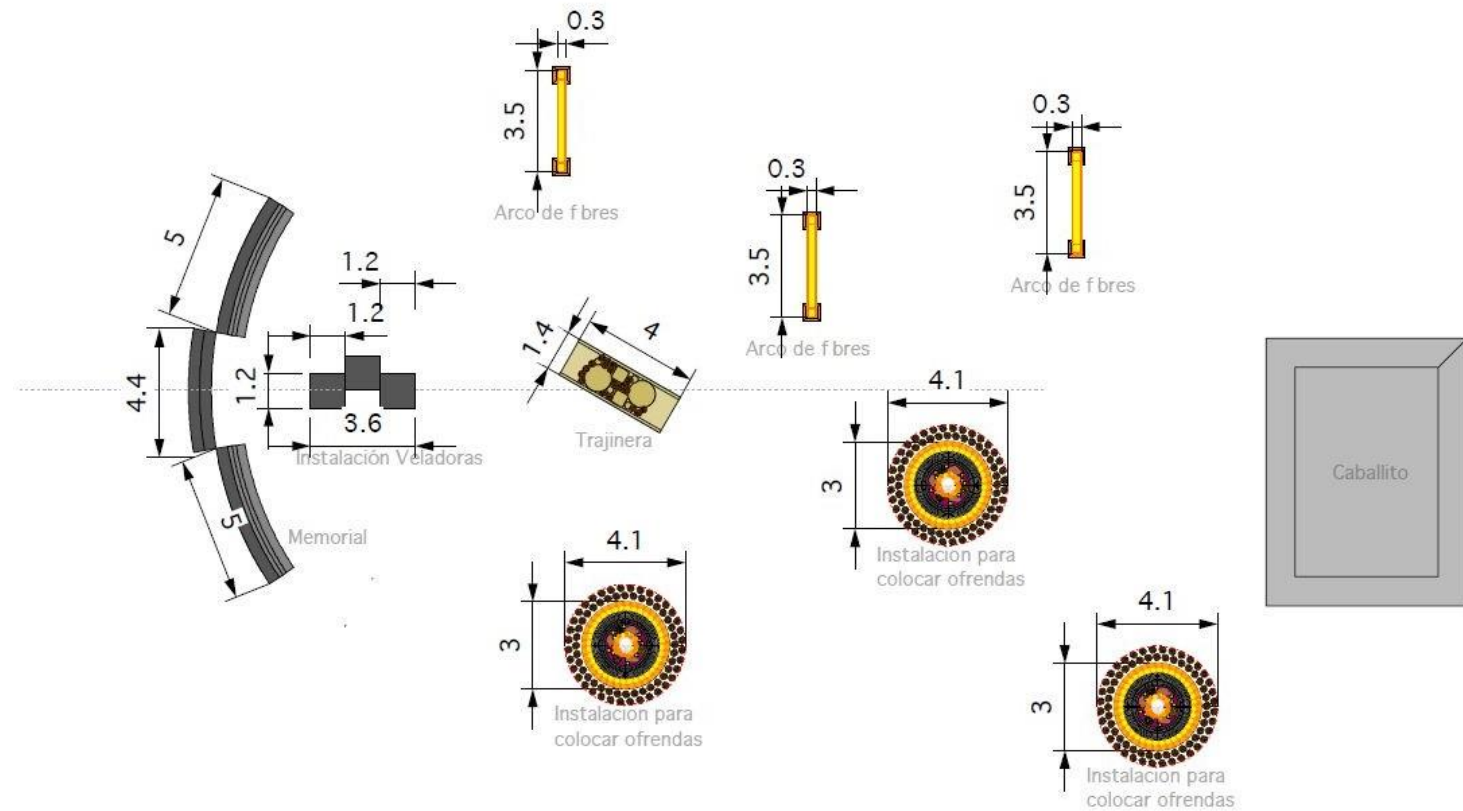 0.3
3.5
Arco de f bres
0.3
3.5
Arco de f bres
0.3
3.5
Arco de f bres
5
4.4
5
Memorial
1.2
1.2
1.2
3.6
Instalación Veladoras
1.4
4
Trajinera
4.1
3
Instalación para
colocar ofrendas
4.1
3
Instalación para
colocar ofrendas
4.1
3
Instalación para
colocar ofrendas
Caballito